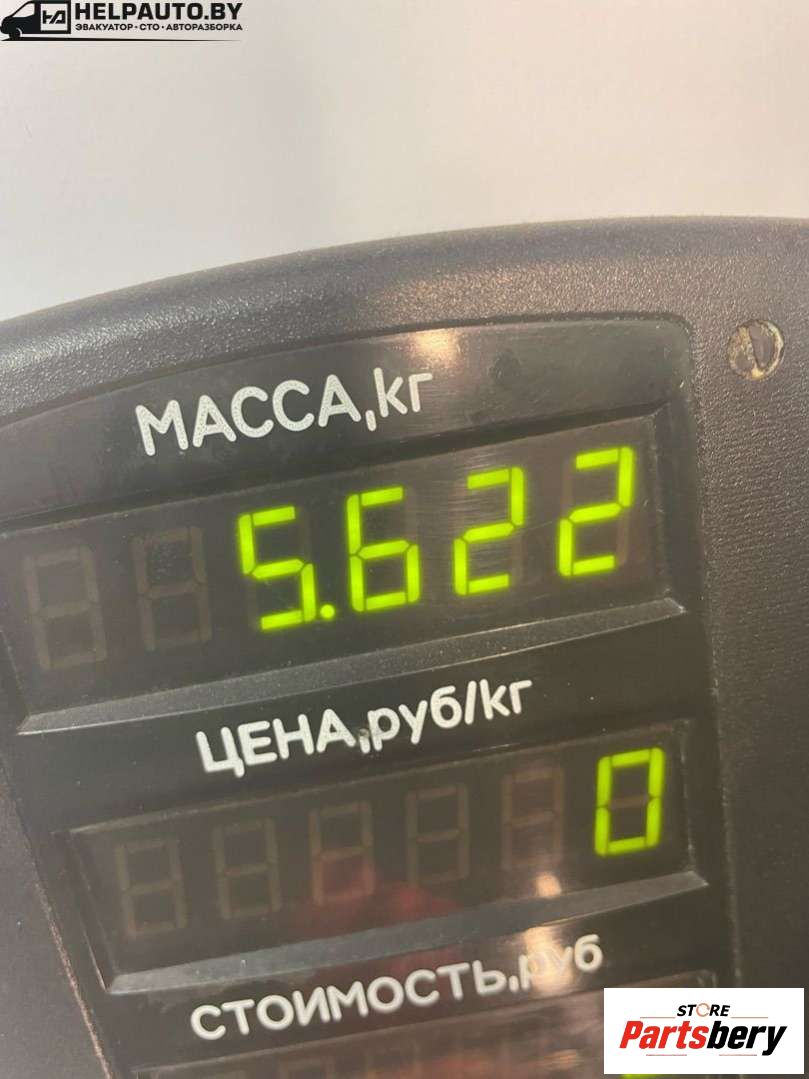 HELPAUTO.BY
ЭВАКУАТОР•СТО•АВТОРАЗБОРКА
МАССА,кг
5.622
ЦЕНА,руб/кг
0
СТОИМОСТЬ,руб
STORE
Partsbery